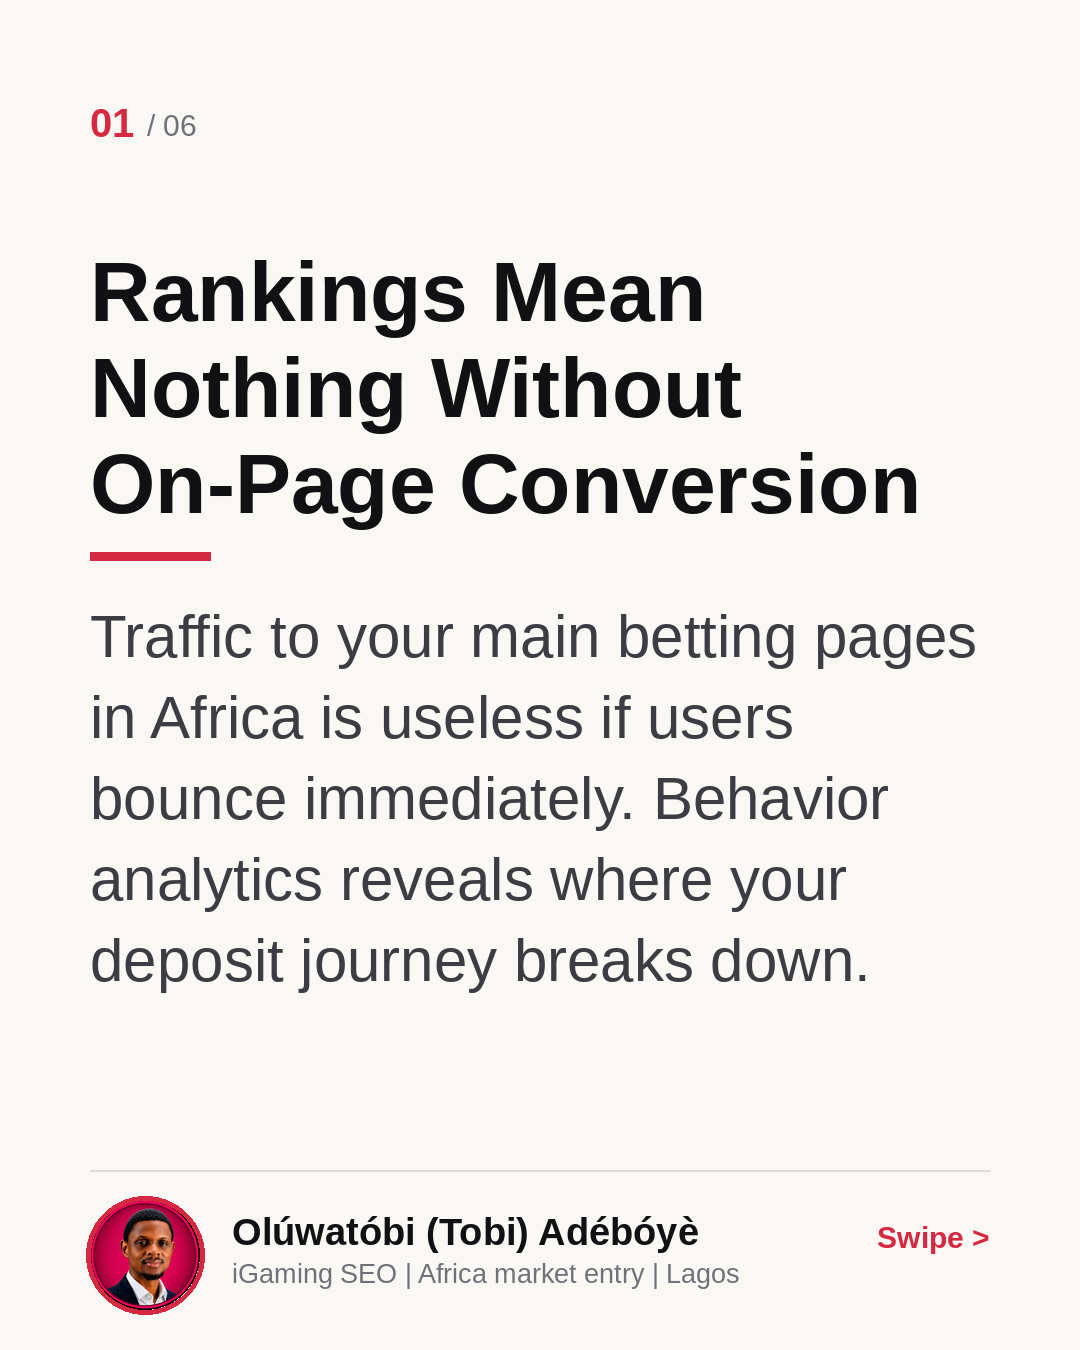 01 / 06
Rankings Mean
Nothing Without
On-Page Conversion
Traffic to your main betting pages
in Africa is useless if users
bounce immediately. Behavior
analytics reveals where your
deposit journey breaks down.
Olúwatóbi (Tobi) Adébóyè
iGaming SEO | Africa market entry | Lagos
Swipe >